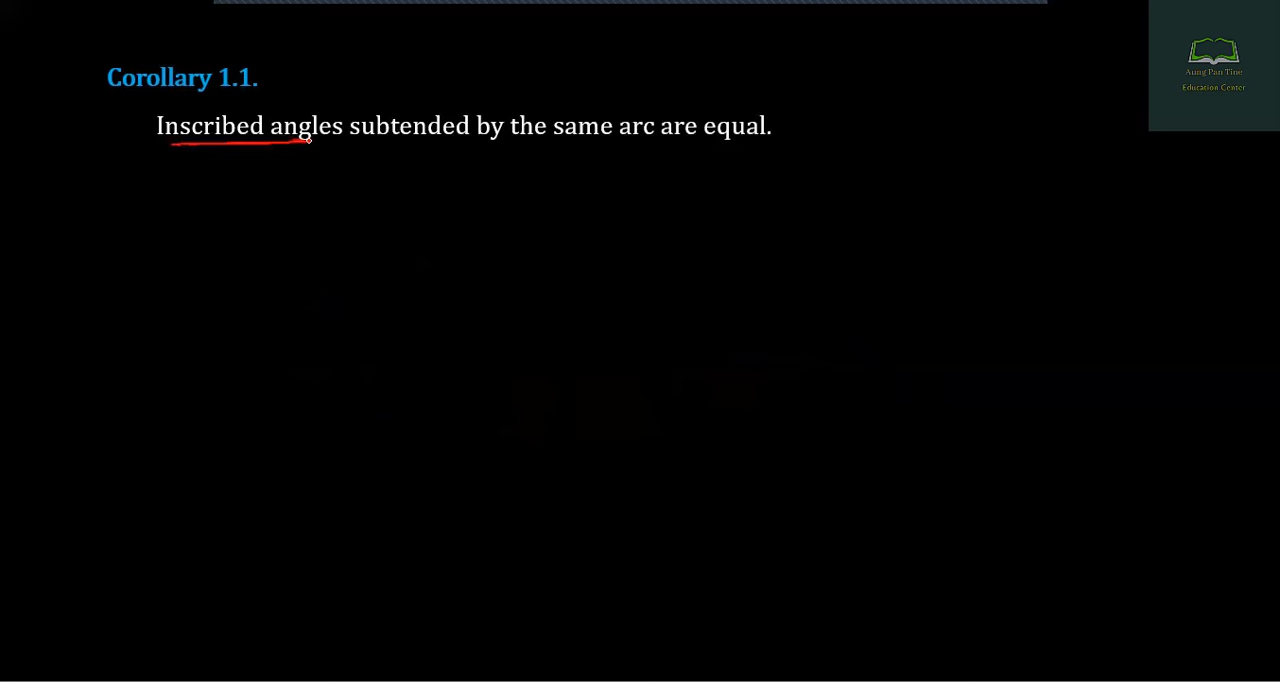 Corollary 1.1.
Inscribed angles subtended by the same arc are equal.
Aung Pan Tine
Education Center